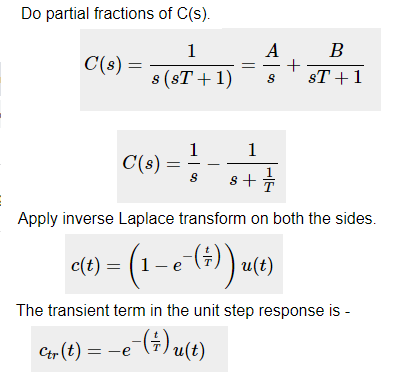 Do partial fractions of C(s).
C(s) = 1 / s (sT + 1) = A / s + B / sT + 1
C(s) = 1 / s − 1 / s + 1/T
Apply inverse Laplace transform on both the sides.
c(t) = (1 − e^−(t/T)) u(t)
The transient term in the unit step response is -
c_tr(t) = −e^−(t/T) u(t)